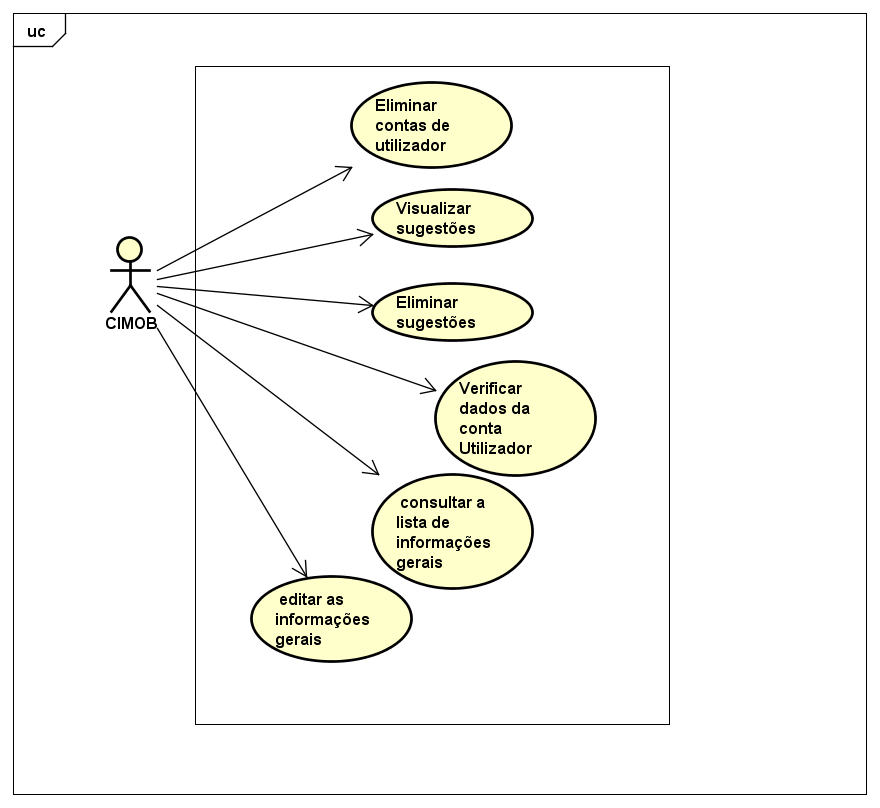 uc
Eliminar
contas de
utilizador
Visualizar
sugestões
Eliminar
sugestões
CIMOB
Verificar
dados da
conta
Utilizador
consultar a
lista de
informações
gerais
editar as
informações
gerais